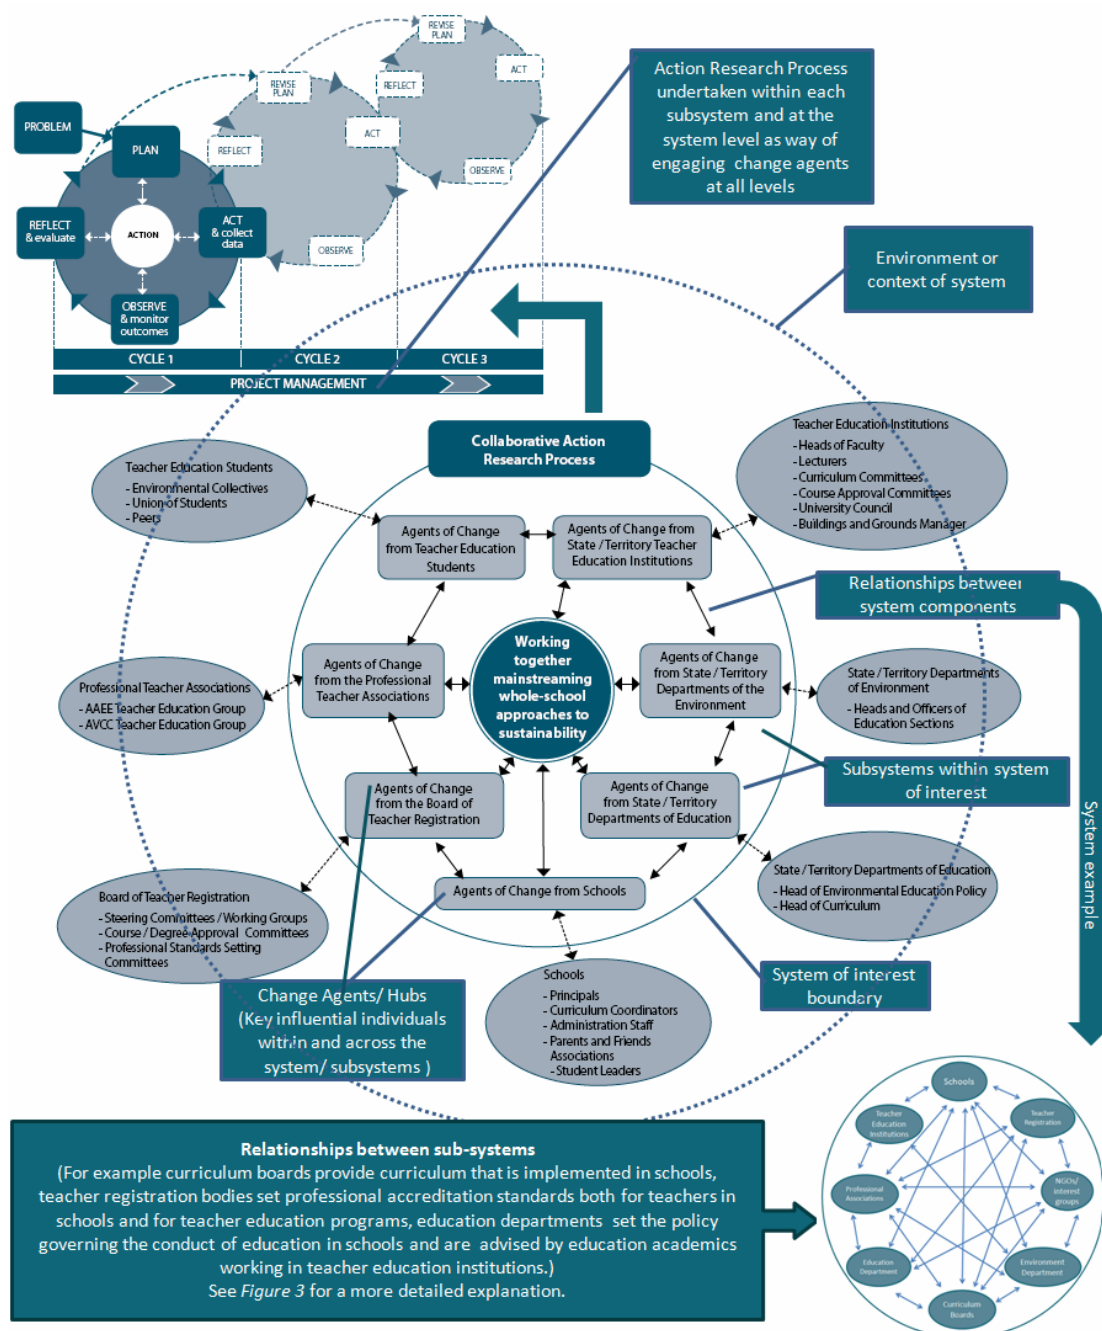 REVISE
PLAN
ACT
REFLECT
OBSERVE
REVISE
PLAN
ACT
REFLECT
OBSERVE
PROBLEM
PLAN
REFLECT
& evaluate
ACTION
ACT
& collect
data
OBSERVE
& monitor
outcomes
CYCLE 1
CYCLE 2
CYCLE 3
PROJECT MANAGEMENT
Action Research Process
undertaken within each
subsystem and at the
system level as way of
engaging change agents
at all levels
Environment or
context of system
Collaborative Action
Research Process
Teacher Education Students
- Environmental Collectives
- Union of Students
- Peers
Teacher Education Institutions
- Heads of Faculty
- Lecturers
- Curriculum Committees
- Course Approval Committees
- University Council
- Buildings and Grounds Manager
Agents of Change
from Teacher Education
Students
Agents of Change from
State / Territory Teacher
Education Institutions
Relationships between
system components
Agents of Change
from the Professional
Teacher Associations
Working
together
mainstreaming
whole-school
approaches to
sustainability
Agents of Change
from State / Territory
Departments of the
Environment
Professional Teacher Associations
- AAEE Teacher Education Group
- AVCC Teacher Education Group
State / Territory Departments
of Environment
- Heads and Officers of
Education Sections
Subsystems within system
of interest
Agents of Change
from the Board of
Teacher Registration
Agents of Change
from State / Territory
Departments of Education
Agents of Change from Schools
State / Territory Departments of Education
- Head of Environmental Education Policy
- Head of Curriculum
Board of Teacher Registration
- Steering Committees / Working Groups
- Course / Degree Approval Committees
- Professional Standards Setting
Committees
System example
Schools
- Principals
- Curriculum Coordinators
- Administration Staff
- Parents and Friends
Associations
- Student Leaders
System of interest
boundary
Change Agents/ Hubs
(Key influential individuals
within and across the
system/ subsystems )
Relationships between sub-systems
(For example curriculum boards provide curriculum that is implemented in schools,
teacher registration bodies set professional accreditation standards both for teachers in
schools and for teacher education programs, education departments set the policy
governing the conduct of education in schools and are advised by education academics
working in teacher education institutions.)
See Figure 3 for a more detailed explanation.
Schools
Teacher
Education
Institutions
Teacher
Registration
Professional
Associations
NGOs/
interest
groups
Education
Department
Environment
Department
Curriculum
Boards